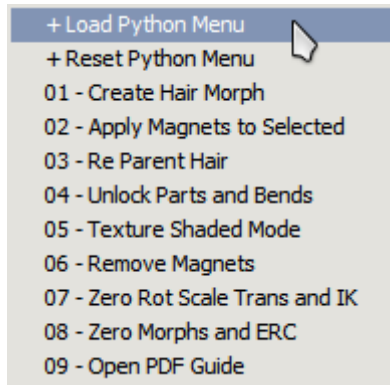 + Load Python Menu
+ Reset Python Menu
01 - Create Hair Morph
02 - Apply Magnets to Selected
03 - Re Parent Hair
04 - Unlock Parts and Bends
05 - Texture Shaded Mode
06 - Remove Magnets
07 - Zero Rot Scale Trans and IK
08 - Zero Morphs and ERC
09 - Open PDF Guide